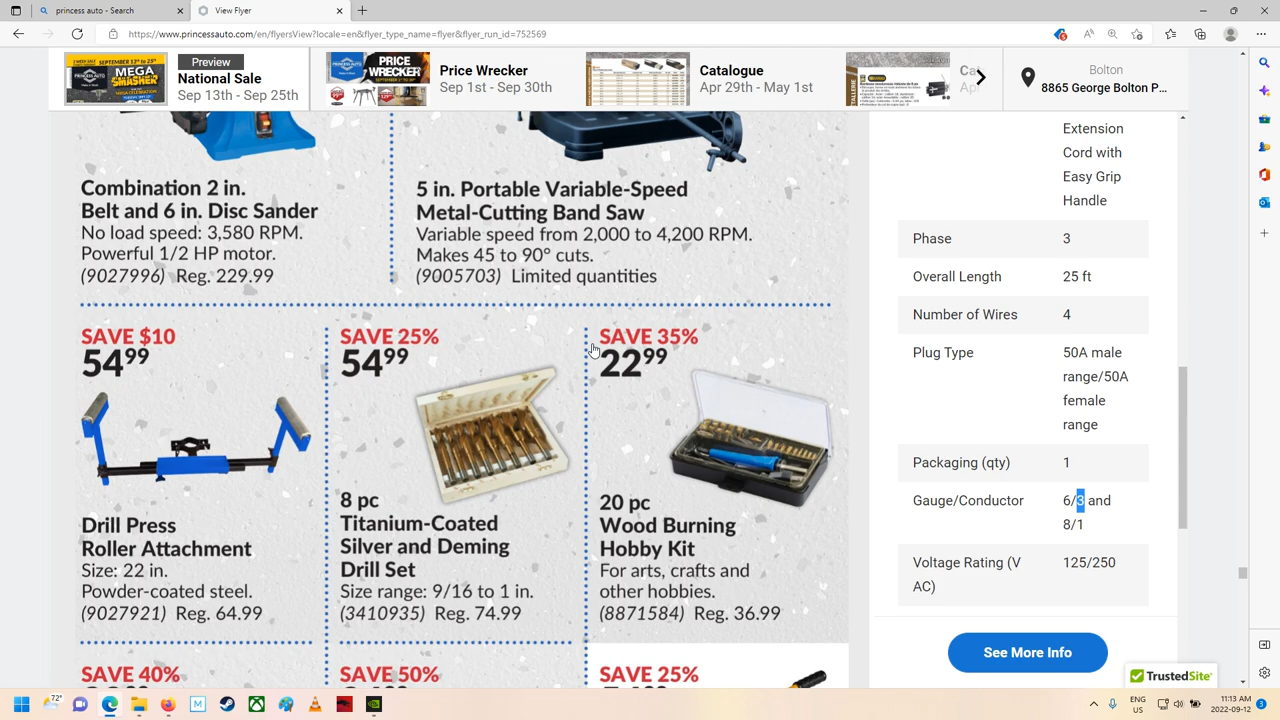 princess auto - Search
View Flyer
https://www.princessauto.com/en/flyersView?locale=en&flyer_type_name=flyer&flyer_run_id=752569
Preview
National Sale
th - Sep 25th
Price Wrecker
Sep 1st - Sep 30th
Catalogue
Apr 29th - May 1st
Combination 2 in.
Belt and 6 in. Disc Sander
No load speed: 3,580 RPM.
Powerful 1/2 HP motor.
(9027996) Reg. 229.99
5 in. Portable Variable-Speed
Metal-Cutting Band Saw
Variable speed from 2,000 to 4,200 RPM.
Makes 45 to 90° cuts.
(9005703) Limited quantities
SAVE $10
54 99
Drill Press
Roller Attachment
Size: 22 in.
Powder-coated steel.
(9027921) Reg. 64.99
SAVE 25%
54 99
8 pc
Titanium-Coated
Silver and Deming
Drill Set
Size range: 9/16 to 1 in.
(3410935) Reg. 74.99
SAVE 35%
22 99
20 pc
Wood Burning
Hobby Kit
For arts, crafts and
other hobbies.
(8871584) Reg. 36.99
SAVE 40%
SAVE 50%
SAVE 25%
Extension
Cord with
Easy Grip
Handle
Phase 3
Overall Length 25 ft
Number of Wires 4
Plug Type 50A male
range/50A
female
range
Packaging (qty) 1
Gauge/Conductor 6/3 and
8/1
Voltage Rating (V 125/250
AC)
See More Info
TrustedSite
72°
ENG
US
11:13 AM
2022-09-12